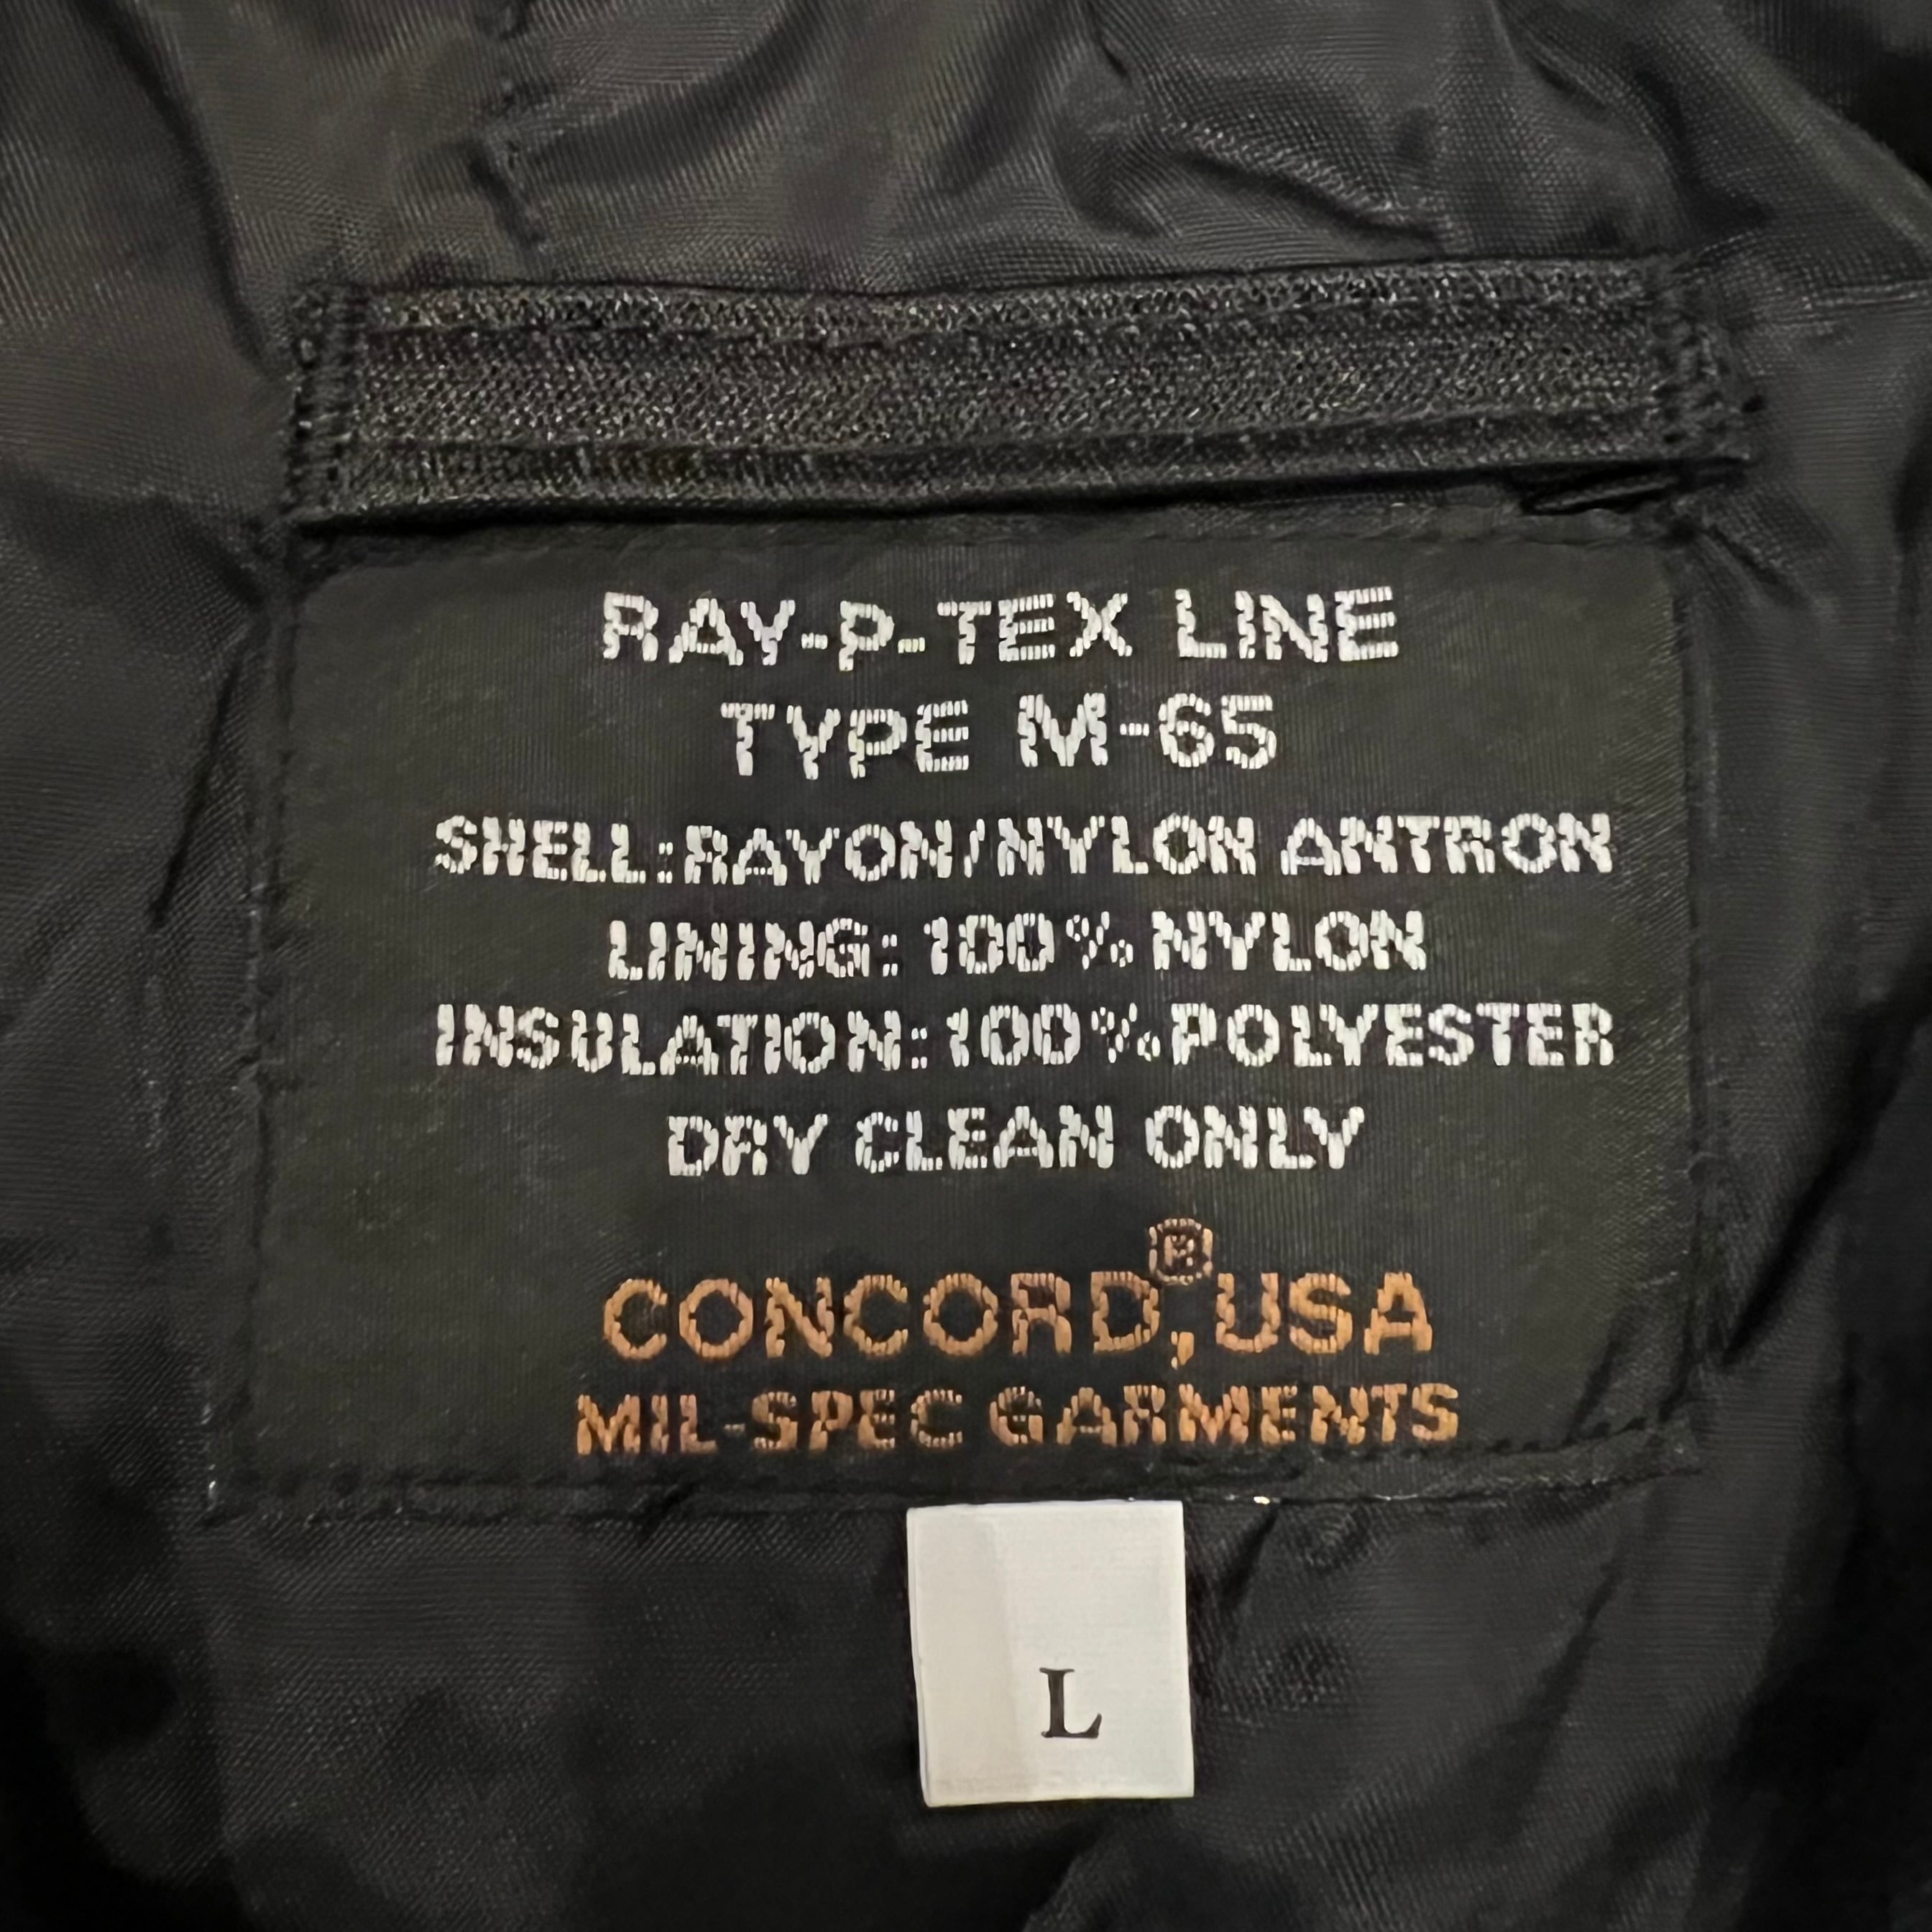 RAY-P-TEX LINE
TYPE M-65
SHELL:RAYON/NYLON ANTRON
LINING: 100% NYLON
INSULATION: 100% POLYESTER
DRY CLEAN ONLY
CONCORD®, USA
MIL-SPEC GARMENTS
L